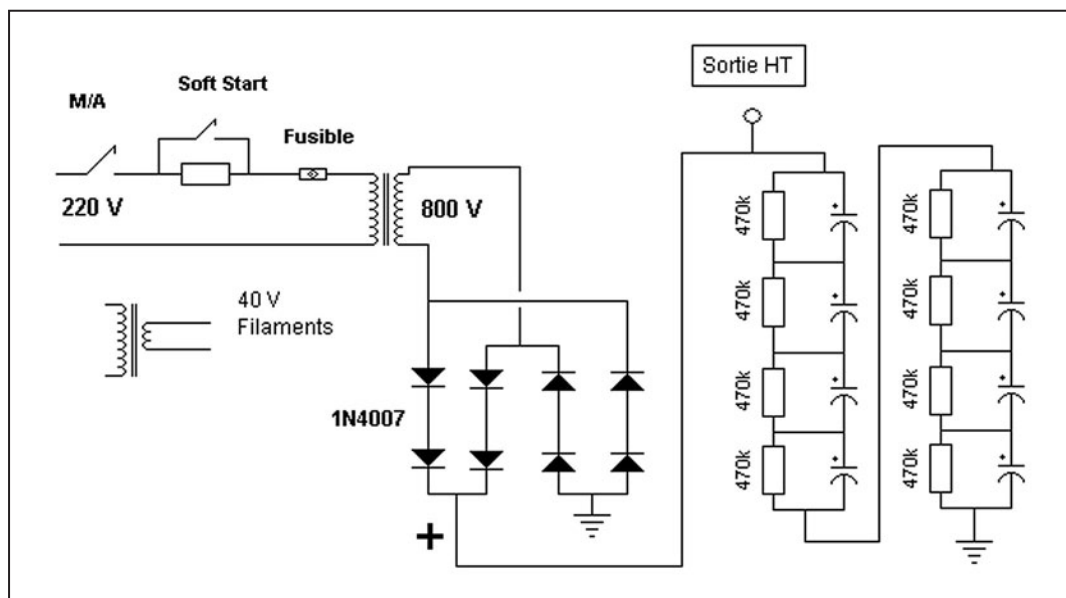 Sortie HT
Soft Start
M/A
Fusible
220 V
800 V
40 V
Filaments
1N4007
+
470k
470k
470k
470k
470k
470k
470k
470k
+
+
+
+
+
+
+
+